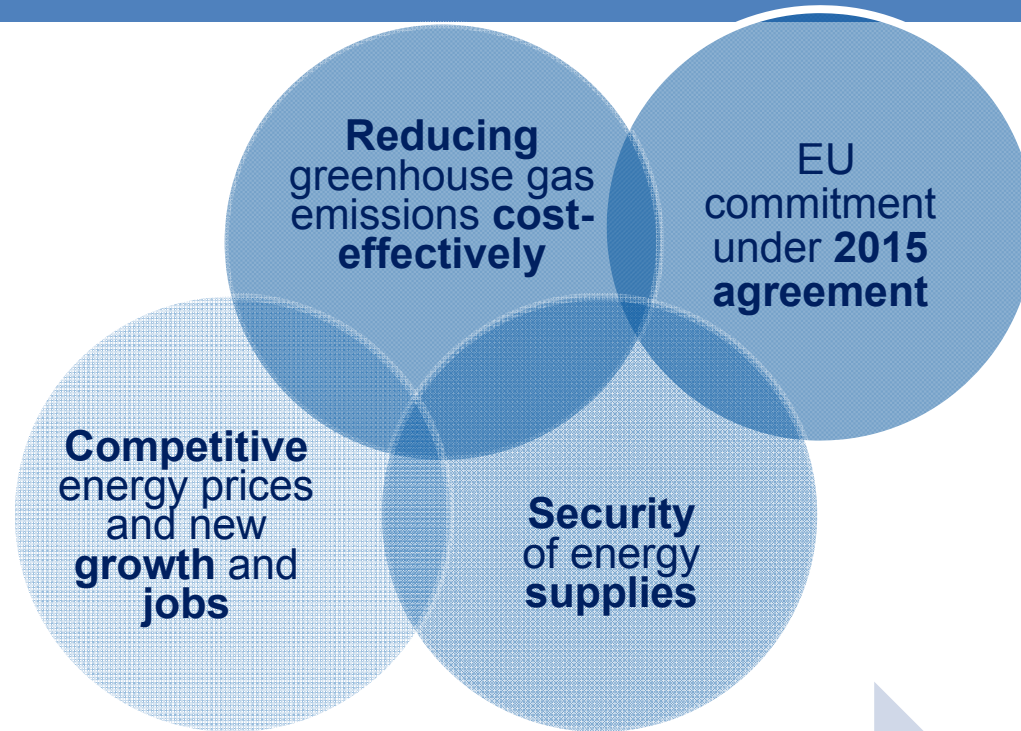 Reducing
greenhouse gas
emissions cost-
effectively
EU
commitment
under 2015
agreement
Competitive
energy prices
and new
growth and
jobs
Security
of energy
supplies